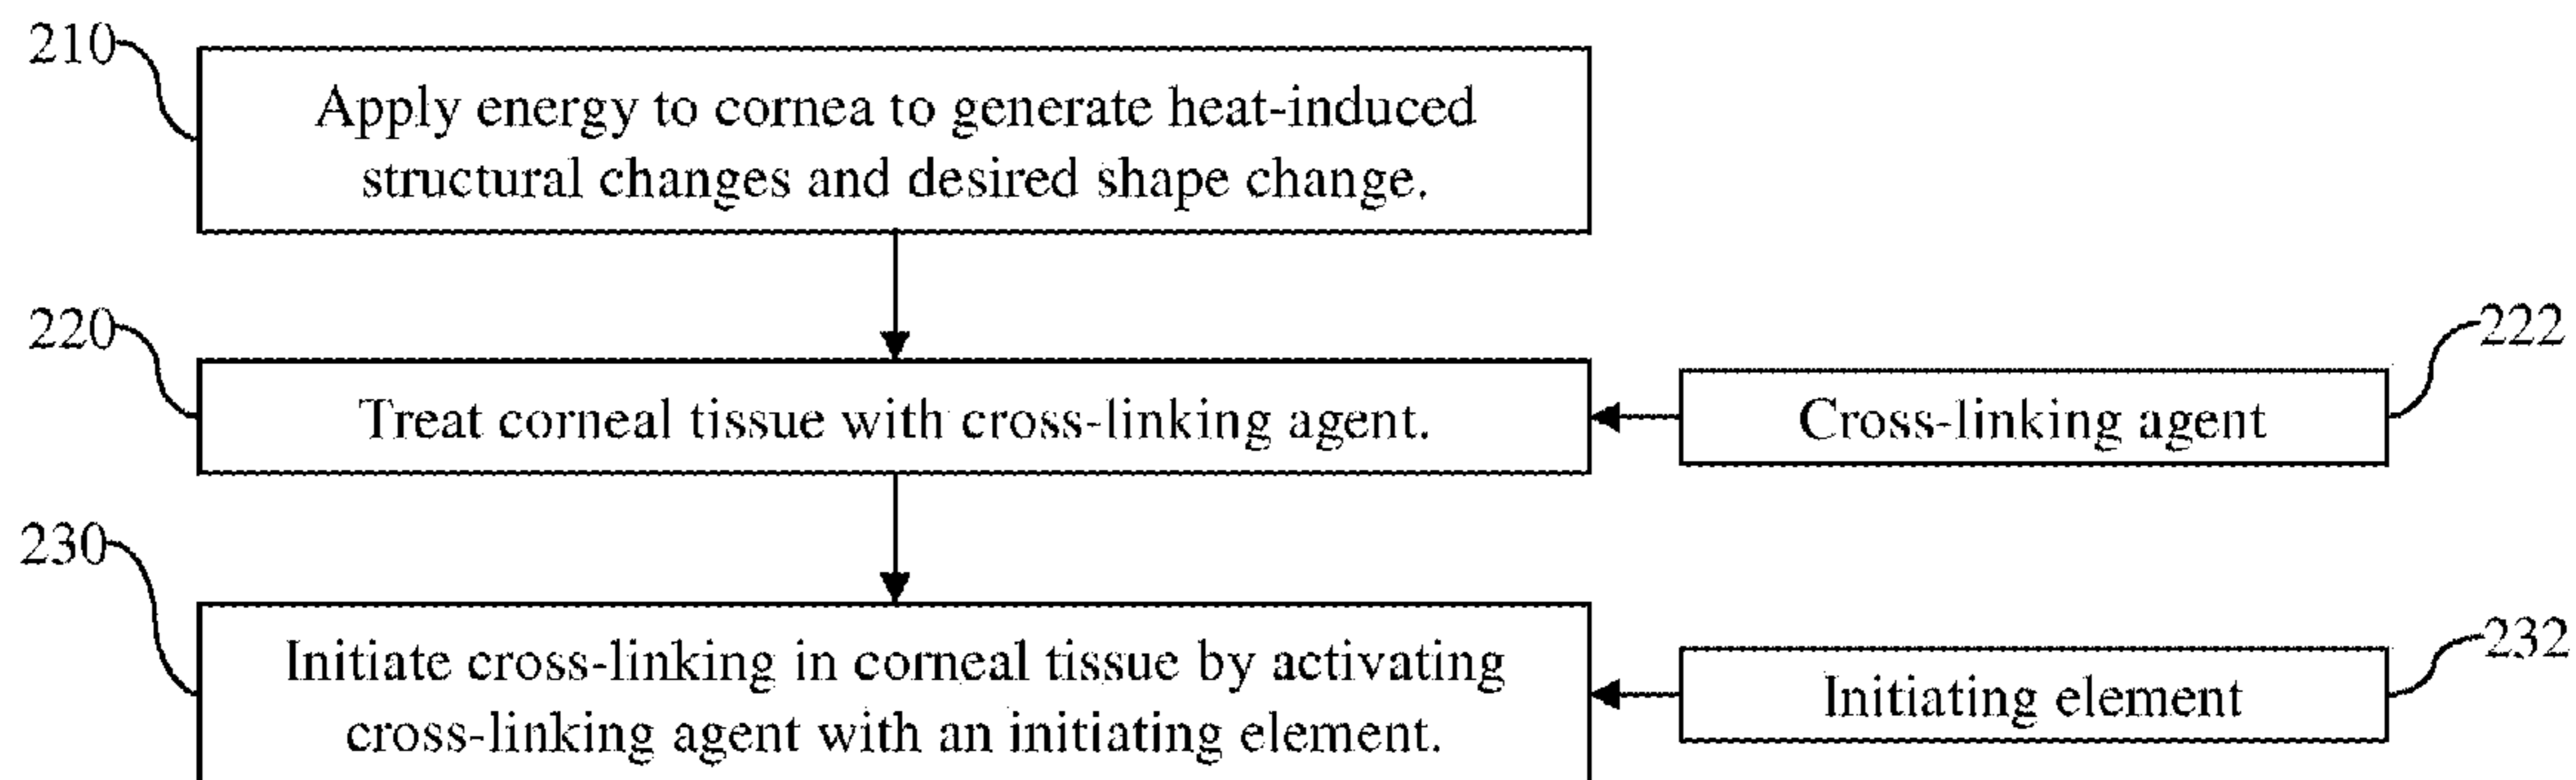 210
Apply energy to cornea to generate heat-induced
structural changes and desired shape change.
220
Treat corneal tissue with cross-linking agent.
Cross-linking agent
222
230
Initiate cross-linking in corneal tissue by activating
cross-linking agent with an initiating element.
Initiating element
232